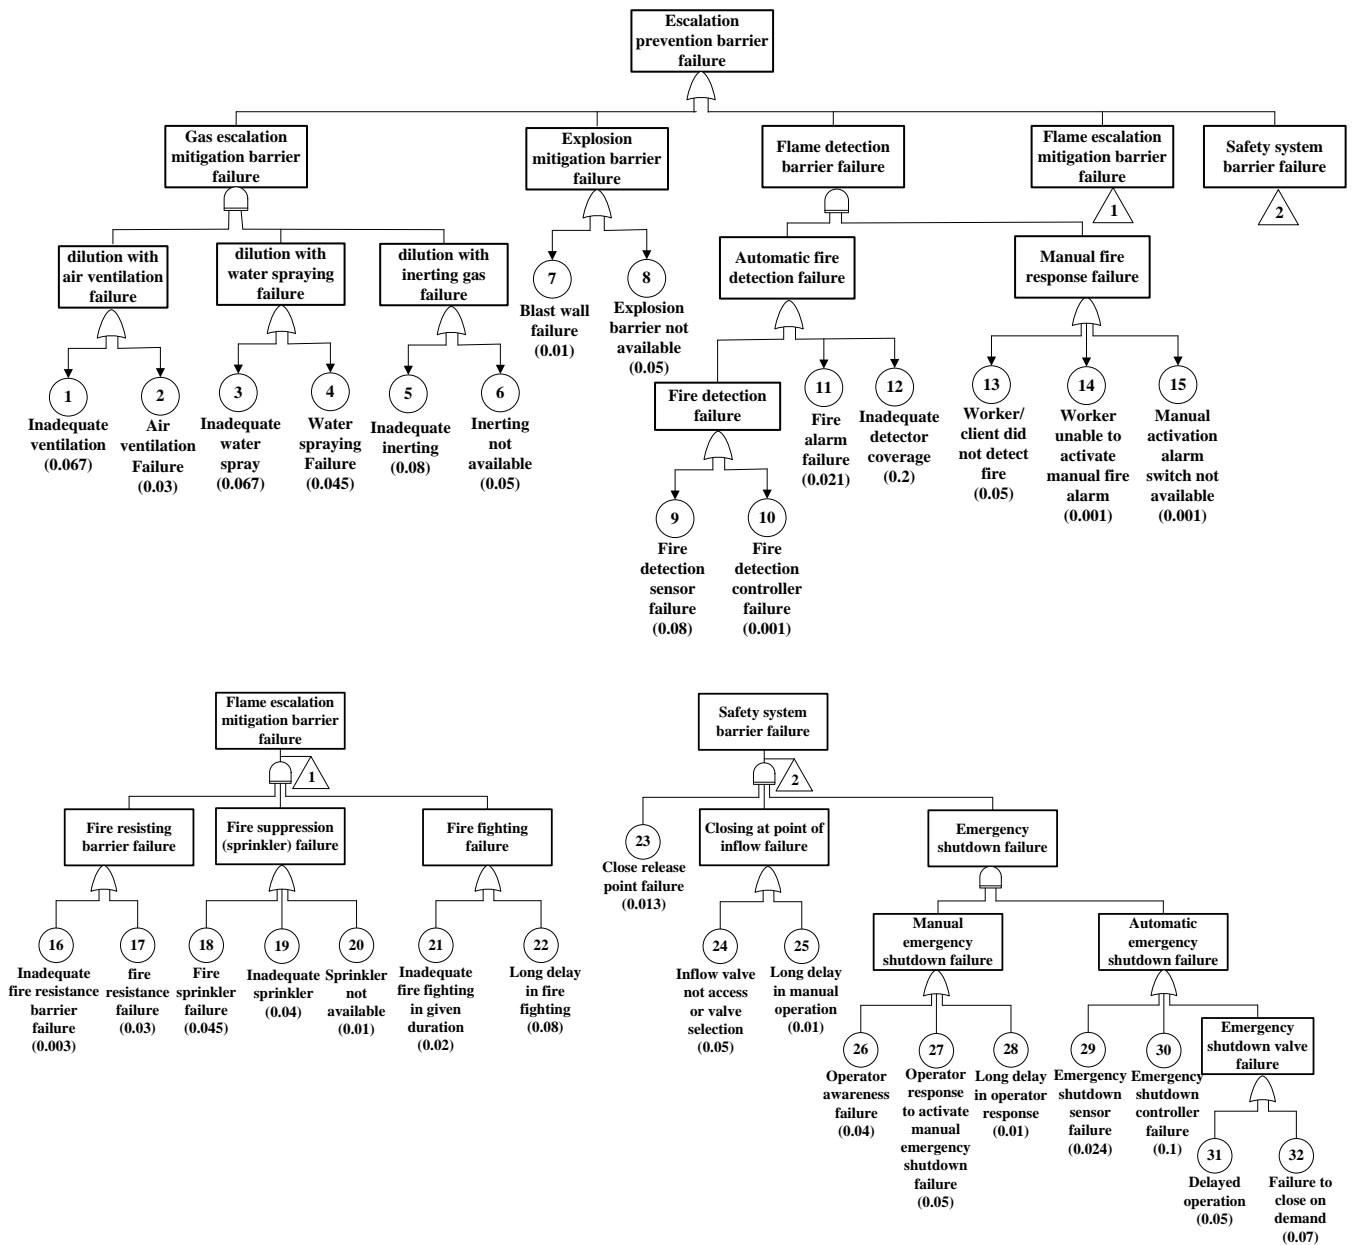 Escalation
prevention barrier
failure
Gas escalation
mitigation barrier
failure
Explosion
mitigation barrier
failure
Flame detection
barrier failure
Flame escalation
mitigation barrier
failure
1
Safety system
barrier failure
2
dilution with
air ventilation
failure
dilution with
water spraying
failure
dilution with
inerting gas
failure
7
Blast wall
failure
(0.01)
8
Explosion
barrier not
available
(0.05)
Automatic fire
detection failure
Manual fire
response failure
1
Inadequate
ventilation
(0.067)
2
Air
ventilation
Failure
(0.03)
3
Inadequate
water
spray
(0.067)
4
Water
spraying
Failure
(0.045)
5
Inadequate
inerting
(0.08)
6
Inerting
not
available
(0.05)
Fire detection
failure
11
Fire
alarm
failure
(0.021)
12
Inadequate
detector
coverage
(0.2)
13
Worker/
client did
not detect
fire
(0.05)
14
Worker
unable to
activate
manual fire
alarm
(0.001)
15
Manual
activation
alarm
switch not
available
(0.001)
9
Fire
detection
sensor
failure
(0.08)
10
Fire
detection
controller
failure
(0.001)
Flame escalation
mitigation barrier
failure
1
Fire resisting
barrier failure
Fire suppression
(sprinkler) failure
Fire fighting
failure
16
Inadequate
fire resistance
barrier
failure
(0.003)
17
fire
resistance
failure
(0.03)
18
Fire
sprinkler
failure
(0.045)
19
Inadequate
sprinkler
(0.04)
20
Sprinkler
not
available
(0.01)
21
Inadequate
fire fighting
in given
duration
(0.02)
22
Long delay
in fire
fighting
(0.08)
Safety system
barrier failure
2
23
Close release
point failure
(0.013)
Closing at point of
inflow failure
Emergency
shutdown failure
24
Inflow valve
not access
or valve
selection
(0.05)
25
Long delay
in manual
operation
(0.01)
Manual
emergency
shutdown failure
Automatic
emergency
shutdown failure
26
Operator
awareness
failure
(0.04)
27
Operator
response
to activate
manual
emergency
shutdown
failure
(0.05)
28
Long delay
in operator
response
(0.01)
29
Emergency
shutdown
sensor
failure
(0.024)
30
Emergency
shutdown
controller
failure
(0.1)
Emergency
shutdown valve
failure
31
Delayed
operation
(0.05)
32
Failure to
close on
demand
(0.07)